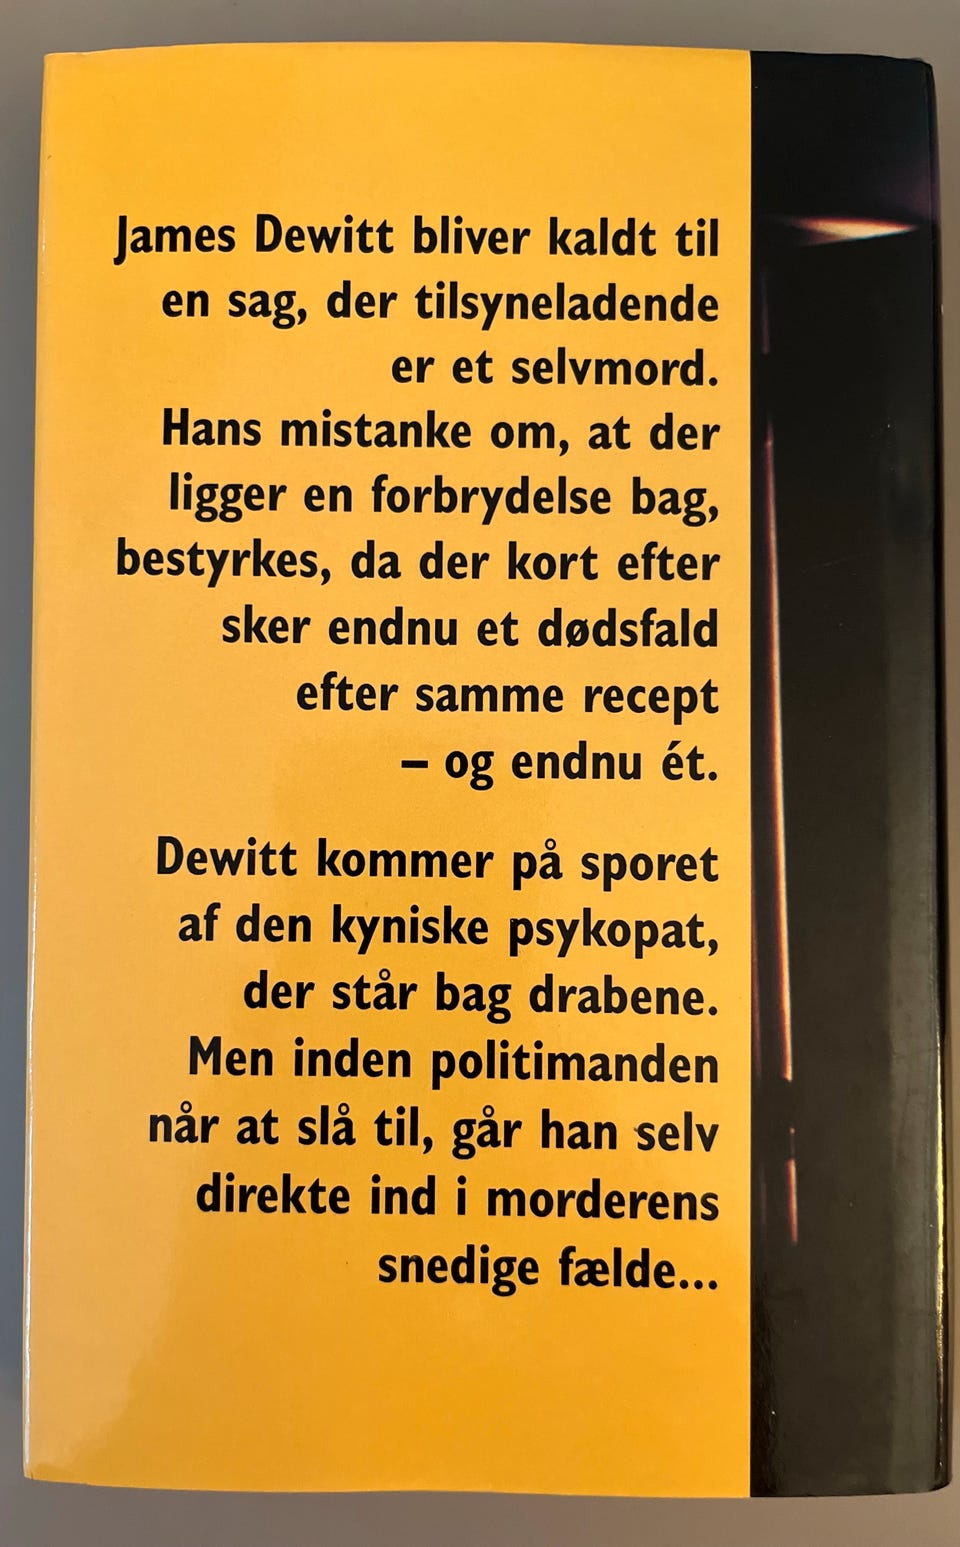 James Dewitt bliver kaldt til
en sag, der tilsyneladende
er et selvmord.
Hans mistanke om, at der
ligger en forbrydelse bag,
bestyrkes, da der kort efter
sker endnu et dødsfald
efter samme recept
– og endnu ét.
Dewitt kommer på sporet
af den kyniske psykopat,
der står bag drabene.
Men inden politimanden
når at slå til, går han selv
direkte ind i morderens
snedige fælde...